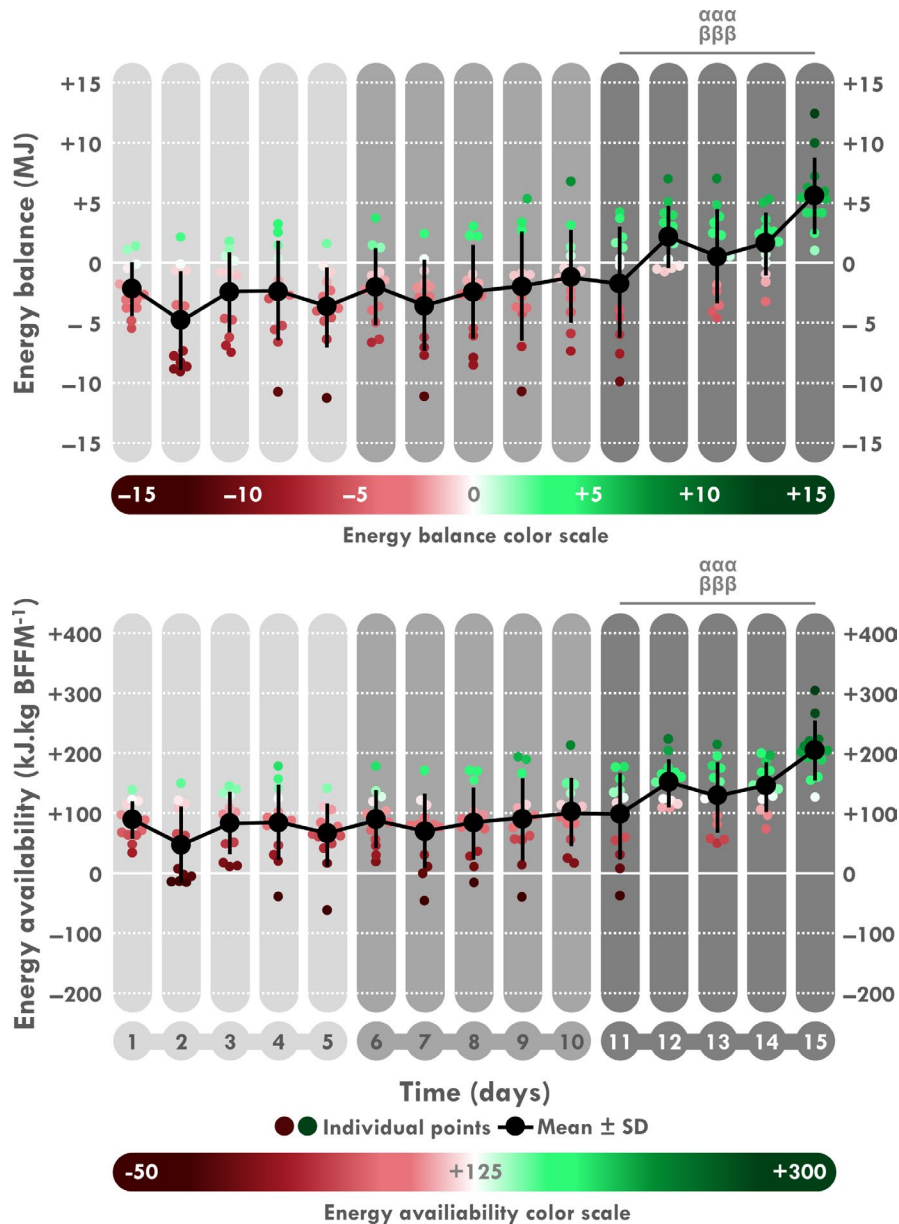 ααα
βββ
Energy balance (MJ)
+15 +15
+10 +10
+5 +5
0 0
−5 −5
−10 −10
−15 −15
−15 −10 −5 0 +5 +10 +15
Energy balance color scale
ααα
βββ
Energy availability (kJ.kg BFFM⁻¹)
+400 +400
+300 +300
+200 +200
+100 +100
0 0
−100 −100
−200 −200
1 2 3 4 5 6 7 8 9 10 11 12 13 14 15
Time (days)
Individual points Mean ± SD
-50 +125 +300
Energy availiability color scale